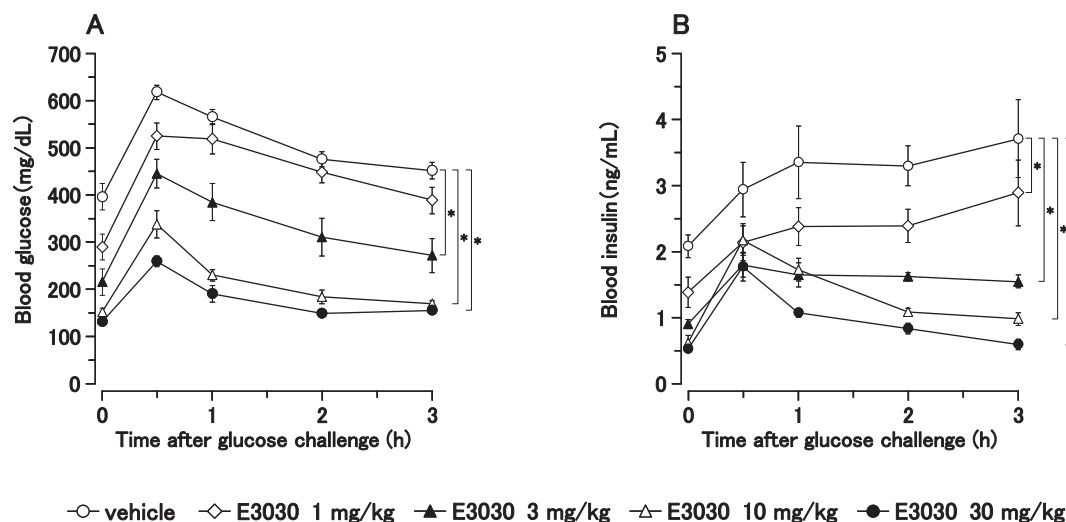 A
B
700
600
500
400
300
200
100
0
Blood glucose (mg/dL)
0
1
2
3
Time after glucose challenge (h)
*
*
*
5
4
3
2
1
0
Blood insulin (ng/mL)
0
1
2
3
Time after glucose challenge (h)
*
*
*
vehicle
E3030 1 mg/kg
E3030 3 mg/kg
E3030 10 mg/kg
E3030 30 mg/kg